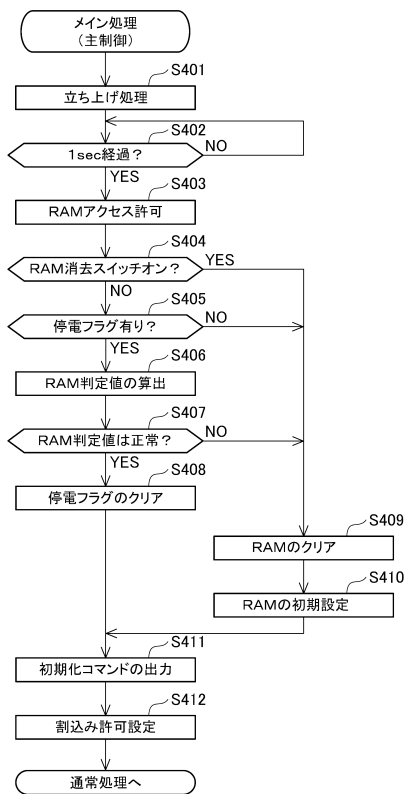 メイン処理
(主制御)
S401
立ち上げ処理
S402
1sec経過?
NO
YES
S403
RAMアクセス許可
S404
RAM消去スイッチオン?
YES
NO
S405
停電フラグ有り?
NO
YES
S406
RAM判定値の算出
S407
RAM判定値は正常?
NO
YES
S408
停電フラグのクリア
S409
RAMのクリア
S410
RAMの初期設定
S411
初期化コマンドの出力
S412
割込み許可設定
通常処理へ